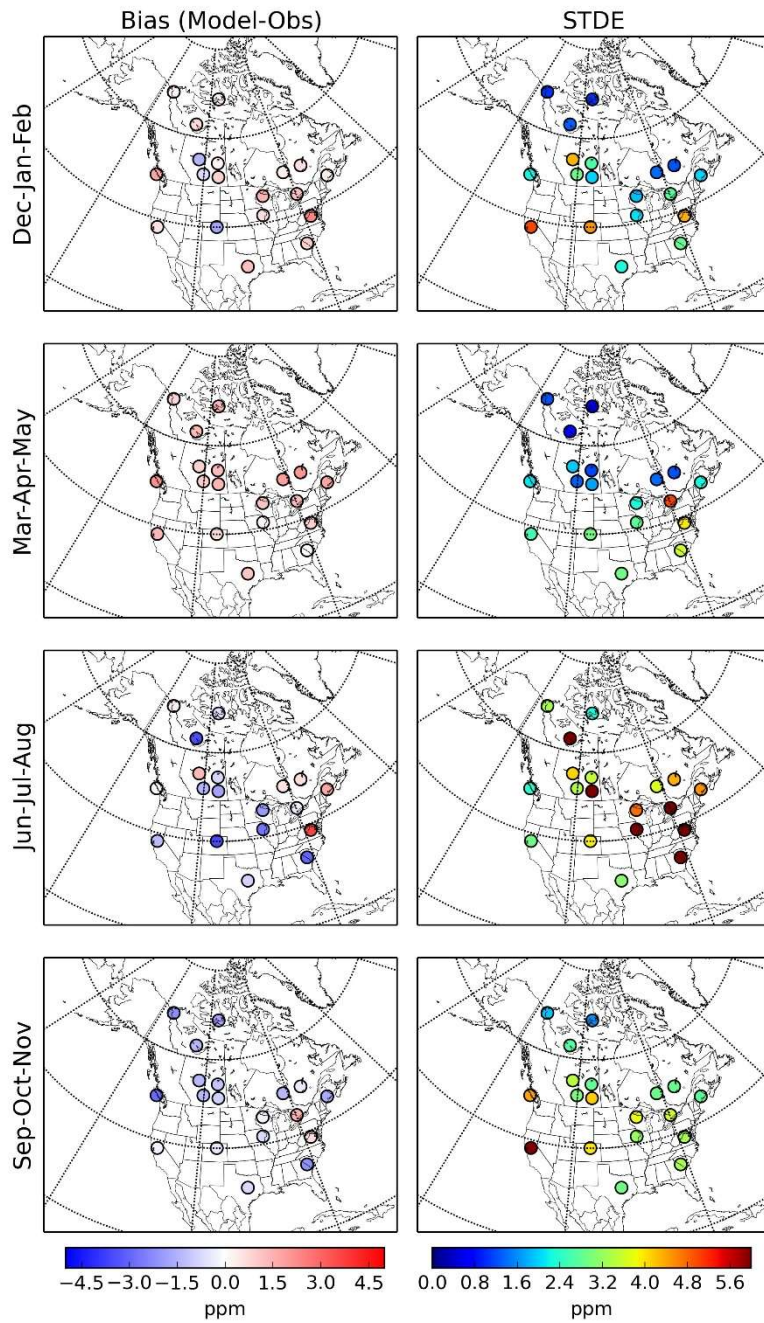 Bias (Model-Obs)
STDE
Dec-Jan-Feb
Mar-Apr-May
Jun-Jul-Aug
Sep-Oct-Nov
−4.5 −3.0 −1.5 0.0 1.5 3.0 4.5
ppm
0.0 0.8 1.6 2.4 3.2 4.0 4.8 5.6
ppm